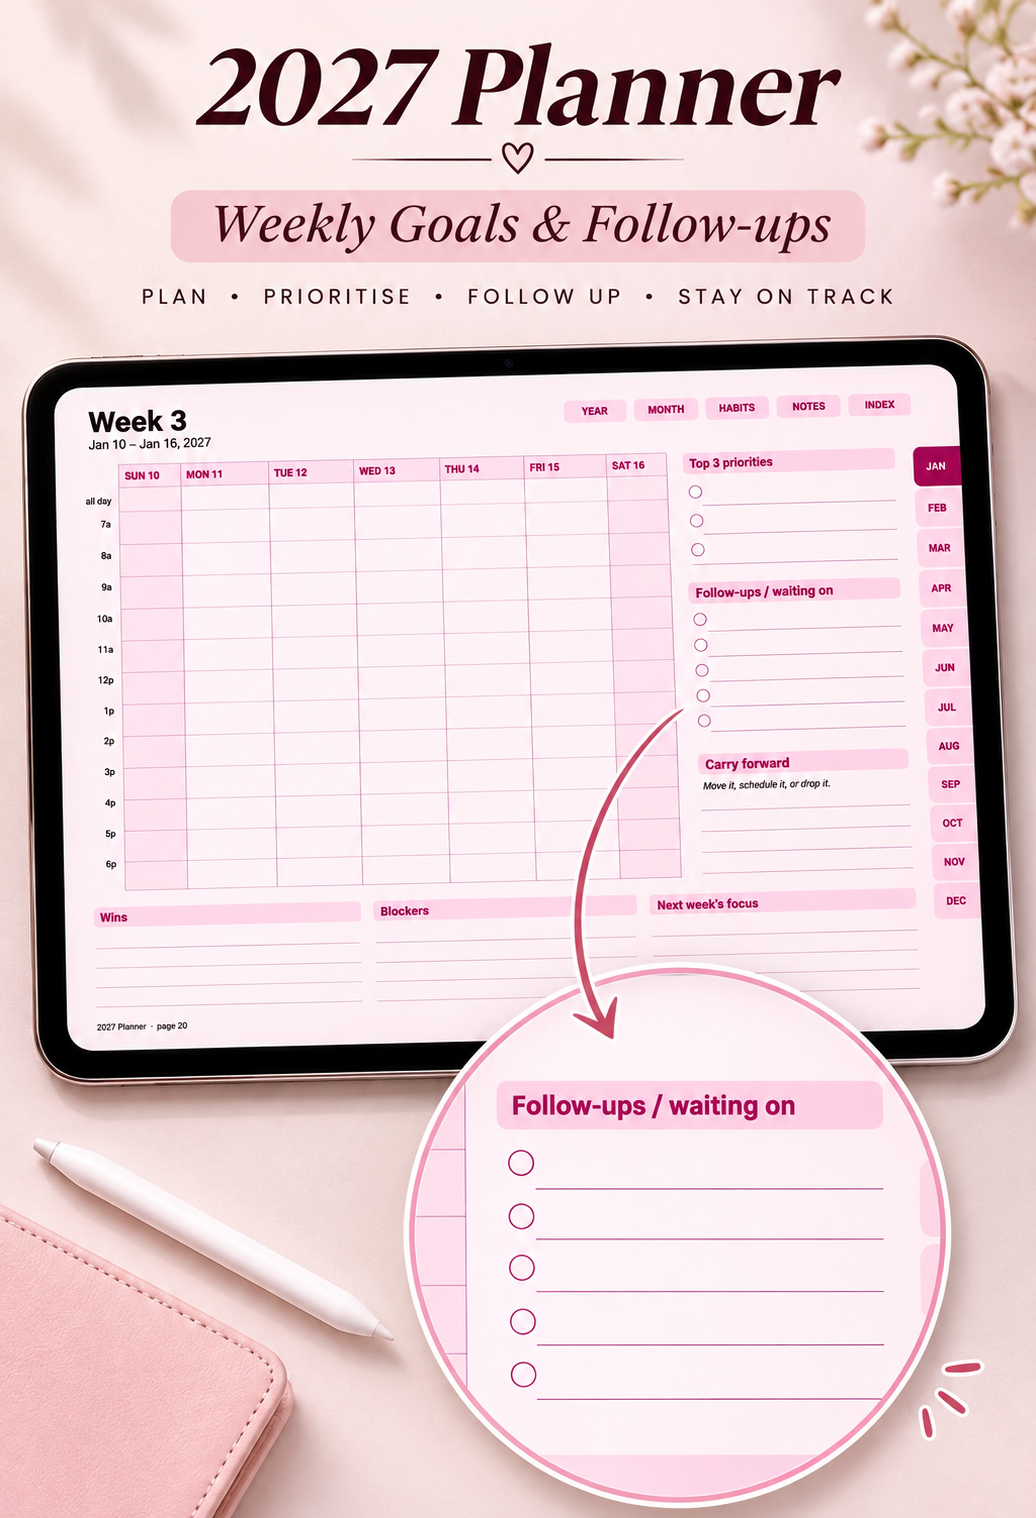 2027 Planner
Weekly Goals & Follow-ups
PLAN • PRIORITISE • FOLLOW UP • STAY ON TRACK
Week 3
Jan 10 – Jan 16, 2027
YEAR MONTH HABITS NOTES INDEX
SUN 10 MON 11 TUE 12 WED 13 THU 14 FRI 15 SAT 16
all day
7a
8a
9a
10a
11a
12p
1p
2p
3p
4p
5p
6p
Top 3 priorities
Follow-ups / waiting on
Carry forward
Move it, schedule it, or drop it.
JAN
FEB
MAR
APR
MAY
JUN
JUL
AUG
SEP
OCT
NOV
DEC
Wins
Blockers
Next week's focus
2027 Planner · page 20
Follow-ups / waiting on